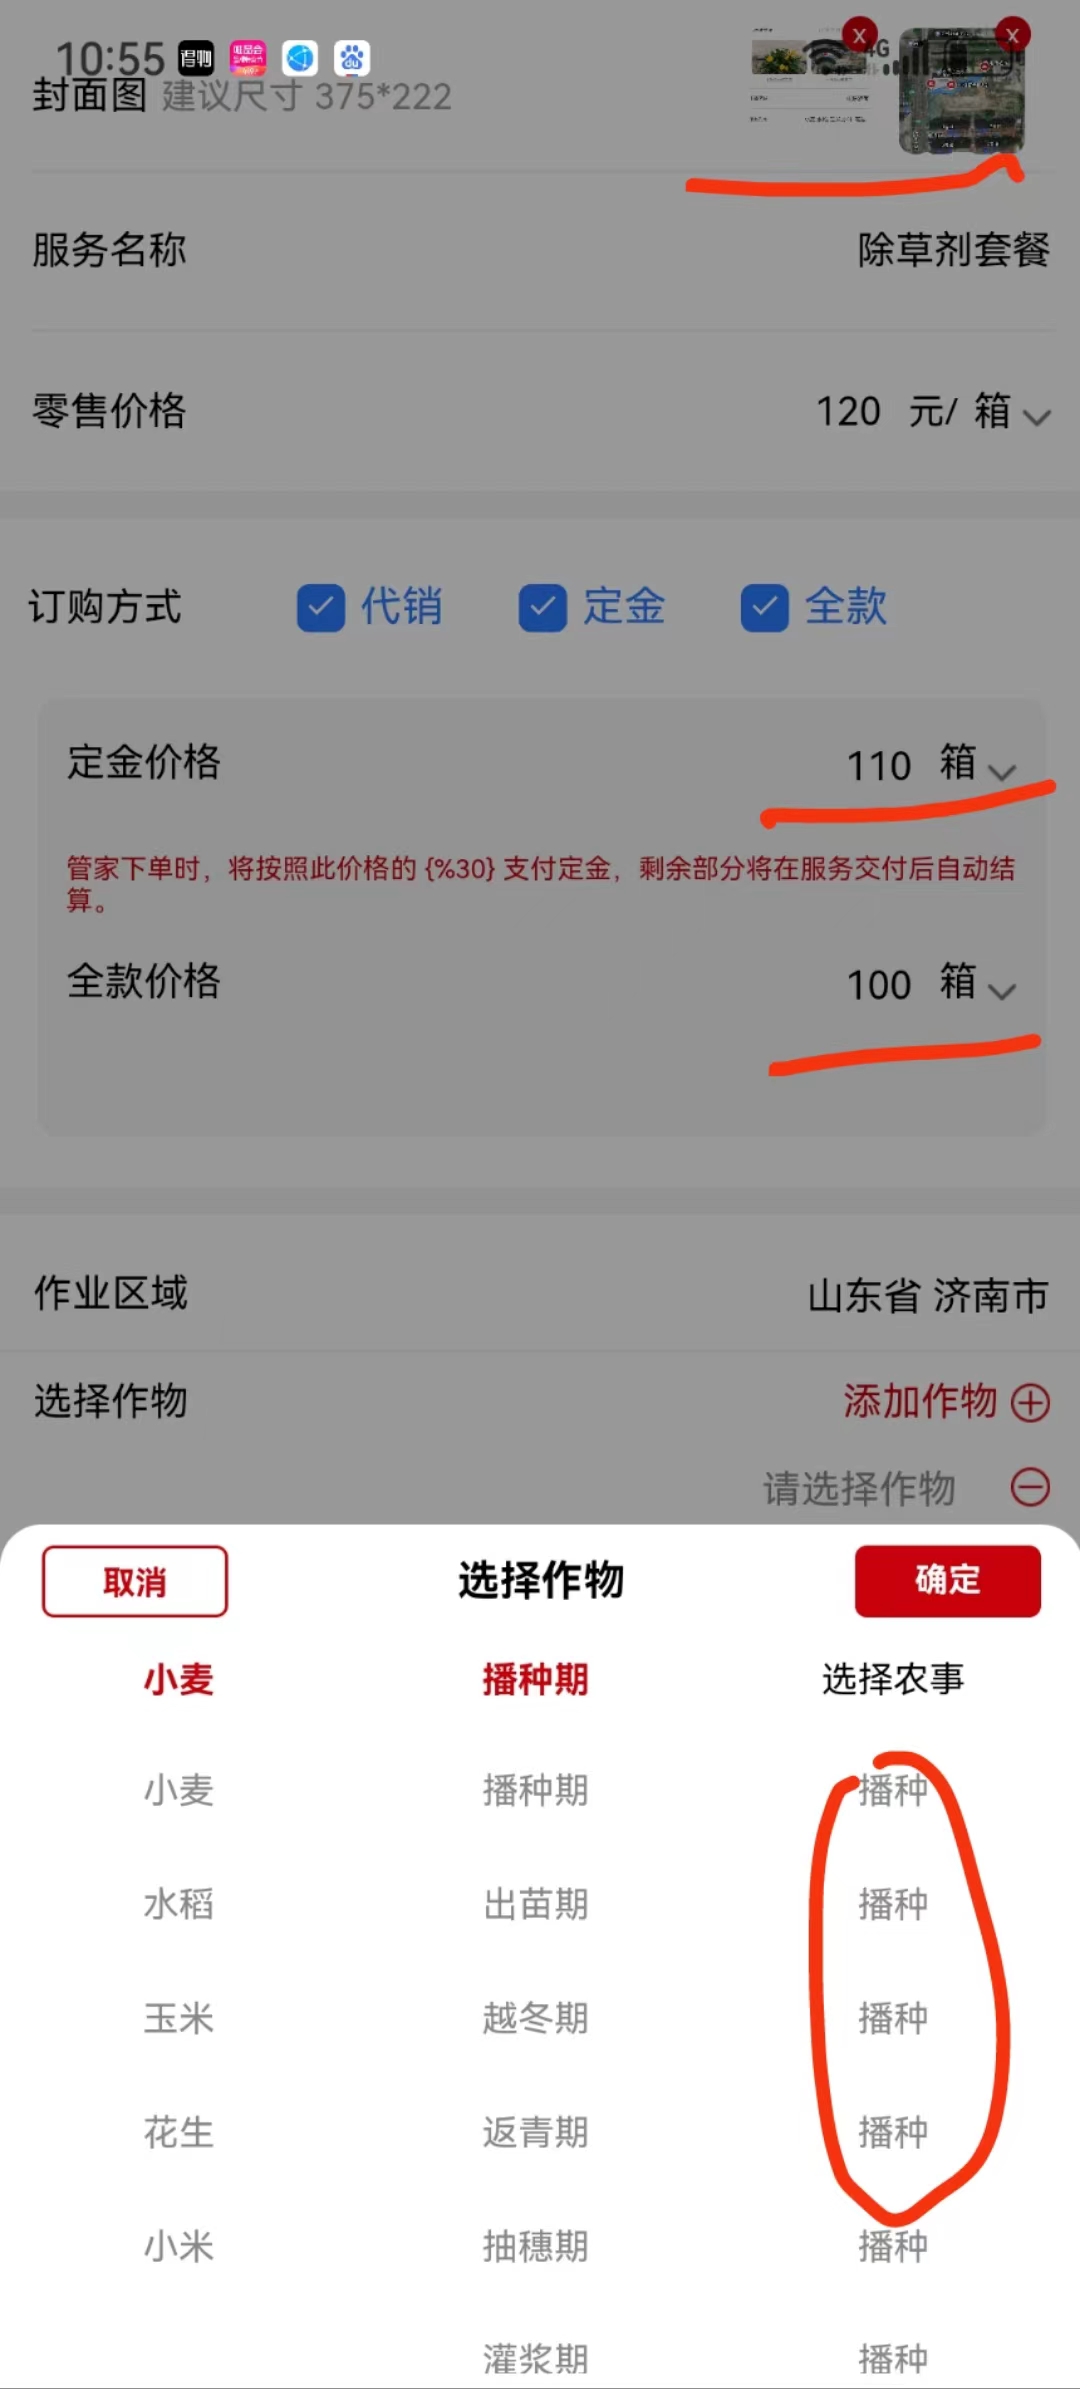 10:55 得物 唯品会 du 4G
封面图 建议尺寸 375*222 X X
服务名称 除草剂套餐
零售价格 120 元/ 箱
订购方式 代销 定金 全款
定金价格 110 箱
管家下单时，将按照此价格的 {%30} 支付定金，剩余部分将在服务交付后自动结
算。
全款价格 100 箱
作业区域 山东省 济南市
选择作物 添加作物
请选择作物
取消 选择作物 确定
小麦 播种期 选择农事
小麦 播种期 播种
水稻 出苗期 播种
玉米 越冬期 播种
花生 返青期 播种
小米 抽穗期 播种
灌浆期 播种